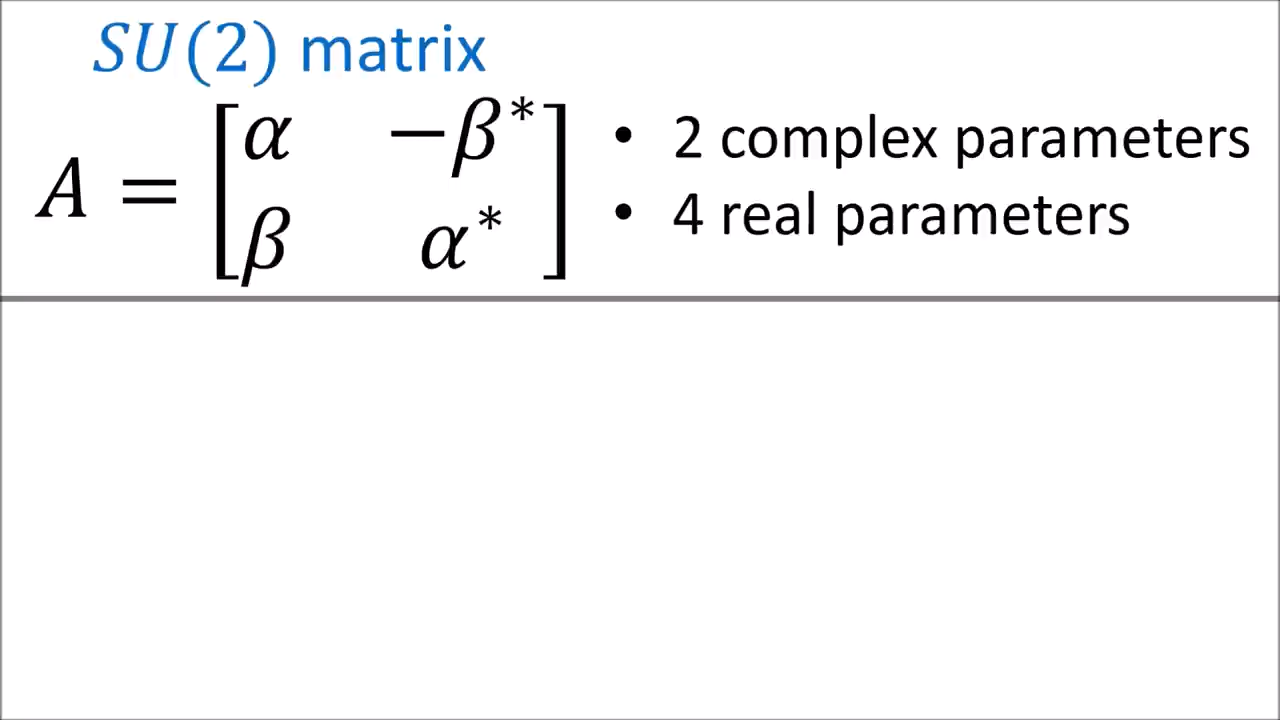 SU(2) matrix
A = [α −β*
β α*]
• 2 complex parameters
• 4 real parameters